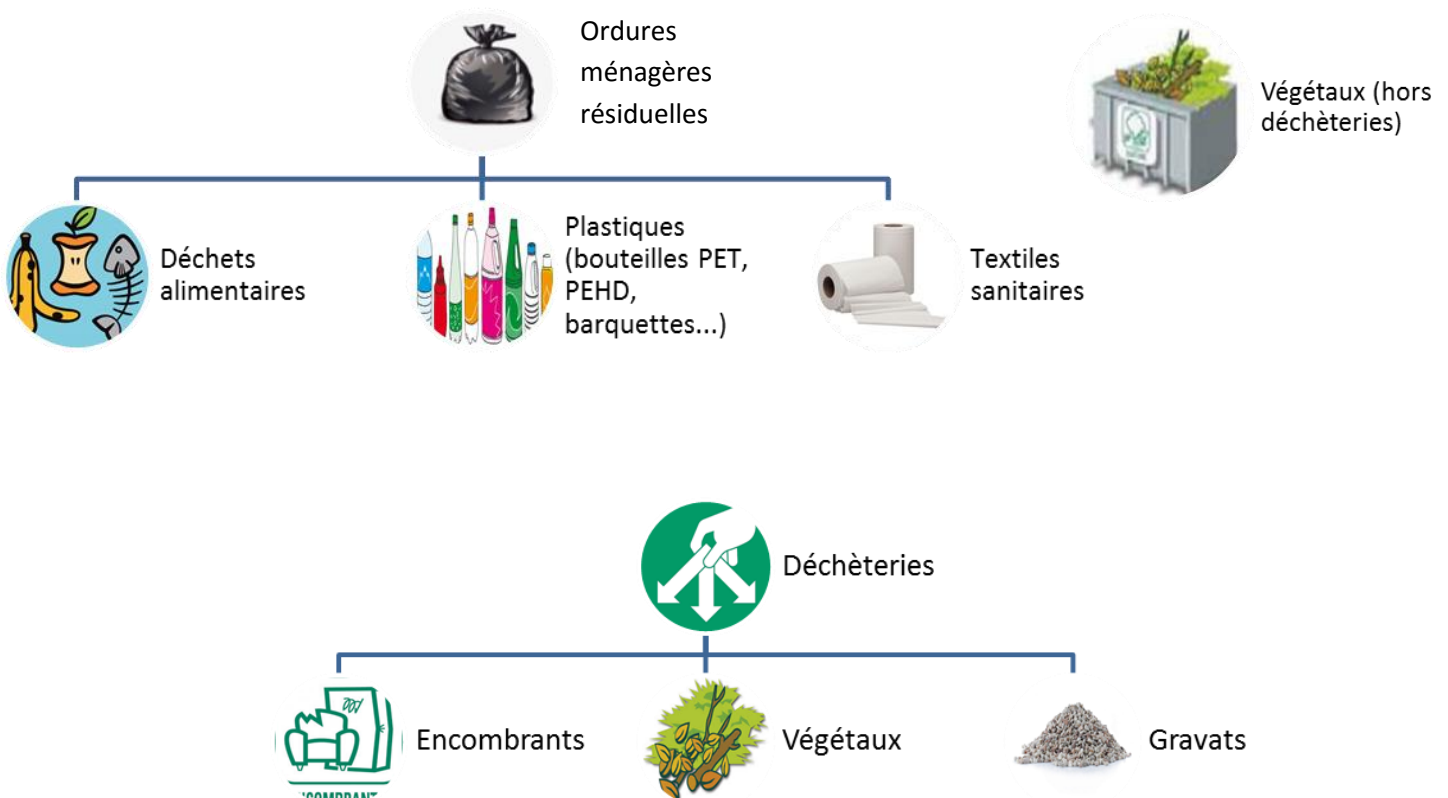 Ordures
ménagères
résiduelles
Végétaux (hors
déchèteries)
Déchets
alimentaires
Plastiques
(bouteilles PET,
PEHD,
barquettes...)
Textiles
sanitaires
Déchèteries
Encombrants
Végétaux
Gravats